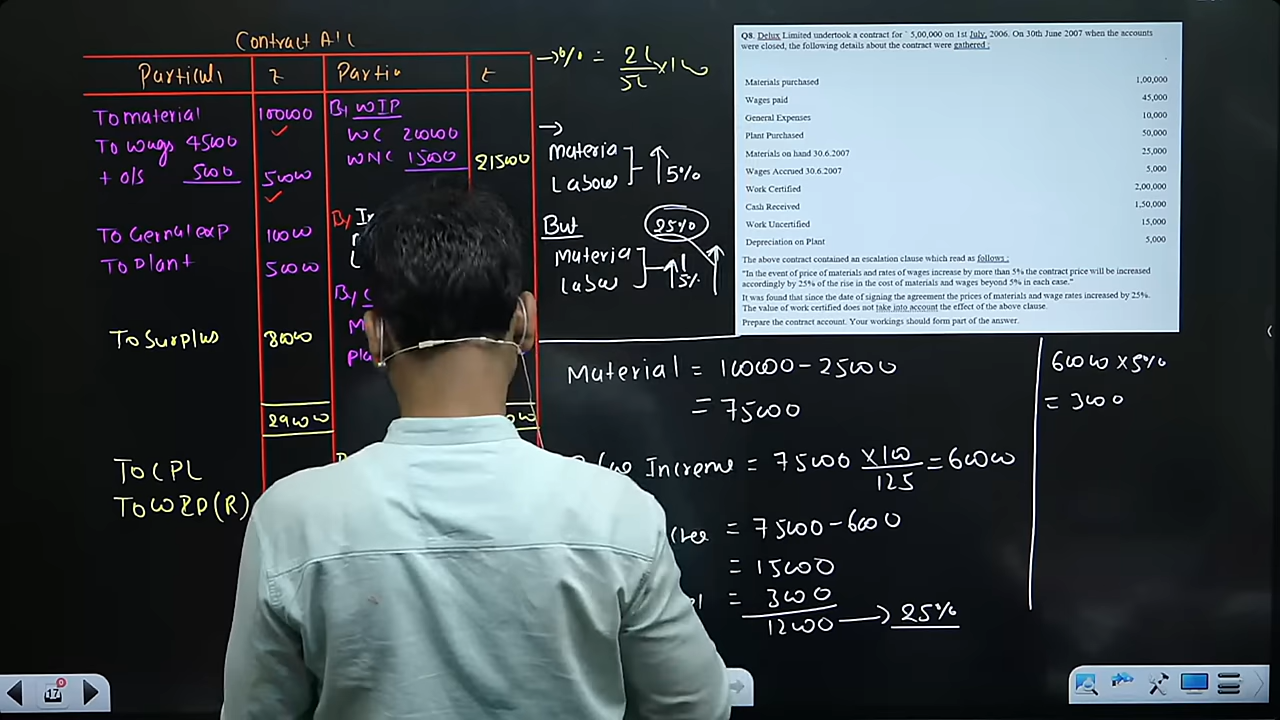 Contract A/C
Particul ₹ Partic ₹
To material 100000 By WIP
To wags 45000 WC 200000
+ o/s 5000 50000 WNC 15000 215000
To Gernal exp 10000
To Plant 50000
To Surplus 80000
290000
To CPL
To WIP(R)
% = 2L/5L × 100
Materia
Labour 5%
But 25%
Materia
Labour 5%
Q8. Delux Limited undertook a contract for ` 5,00,000 on 1st July, 2006. On 30th June 2007 when the accounts
were closed, the following details about the contract were gathered :
Materials purchased 1,00,000
Wages paid 45,000
General Expenses 10,000
Plant Purchased 50,000
Materials on hand 30.6.2007 25,000
Wages Accrued 30.6.2007 5,000
Work Certified 2,00,000
Cash Received 1,50,000
Work Uncertified 15,000
Depreciation on Plant 5,000
The above contract contained an escalation clause which read as follows :
"In the event of price of materials and rates of wages increase by more than 5% the contract price will be increased
accordingly by 25% of the rise in the cost of materials and wages beyond 5% in each case."
It was found that since the date of signing the agreement the prices of materials and wage rates increased by 25%.
The value of work certified does not take into account the effect of the above clause.
Prepare the contract account. Your workings should form part of the answer.
Material = 100000 - 25000
= 75000
Increme = 75000 × 100/125 = 60000
= 75000 - 60000
= 15000
= 3000
12000 → 25%
60000 × 5%
= 3000
17